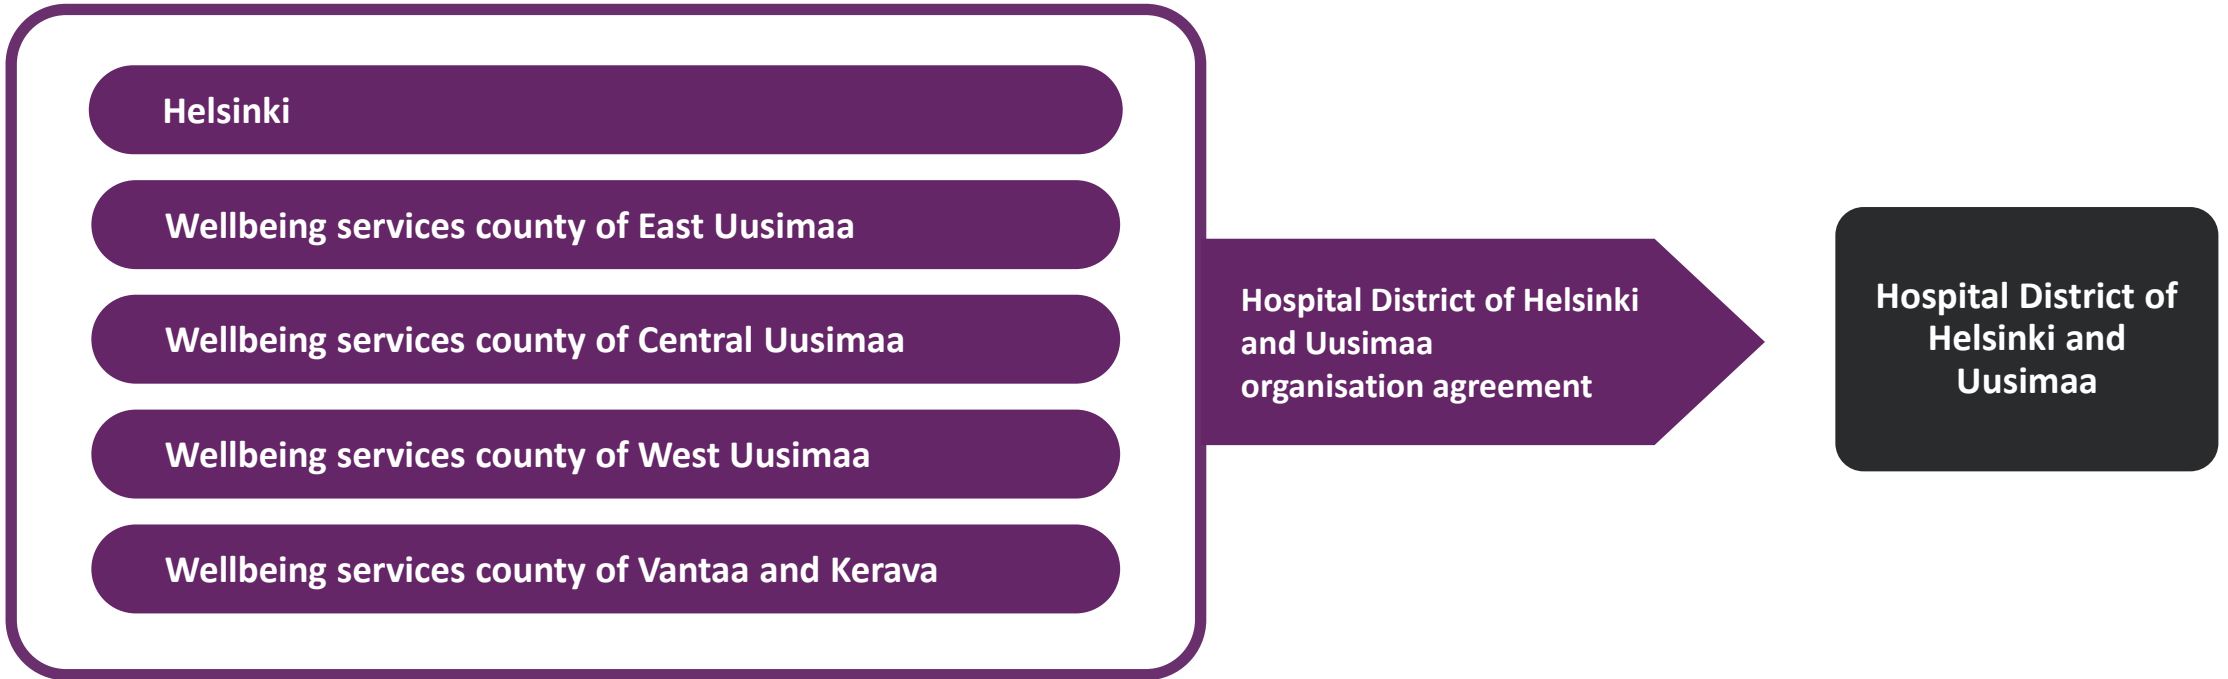 Helsinki
Wellbeing services county of East Uusimaa
Wellbeing services county of Central Uusimaa
Wellbeing services county of West Uusimaa
Wellbeing services county of Vantaa and Kerava
Hospital District of Helsinki
and Uusimaa
organisation agreement
Hospital District of
Helsinki and
Uusimaa